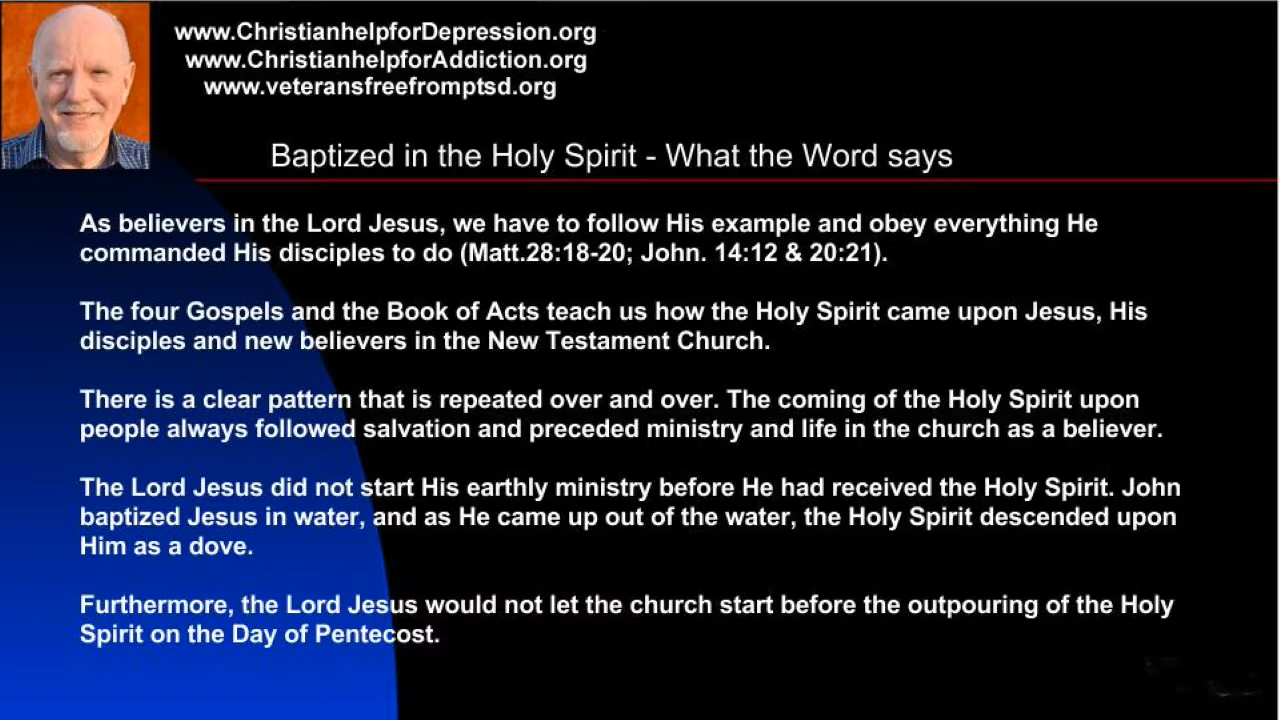 www.ChristianhelpforDepression.org
www.ChristianhelpforAddiction.org
www.veteransfreefromptsd.org
Baptized in the Holy Spirit - What the Word says
As believers in the Lord Jesus, we have to follow His example and obey everything He
commanded His disciples to do (Matt.28:18-20; John. 14:12 & 20:21).
The four Gospels and the Book of Acts teach us how the Holy Spirit came upon Jesus, His
disciples and new believers in the New Testament Church.
There is a clear pattern that is repeated over and over. The coming of the Holy Spirit upon
people always followed salvation and preceded ministry and life in the church as a believer.
The Lord Jesus did not start His earthly ministry before He had received the Holy Spirit. John
baptized Jesus in water, and as He came up out of the water, the Holy Spirit descended upon
Him as a dove.
Furthermore, the Lord Jesus would not let the church start before the outpouring of the Holy
Spirit on the Day of Pentecost.